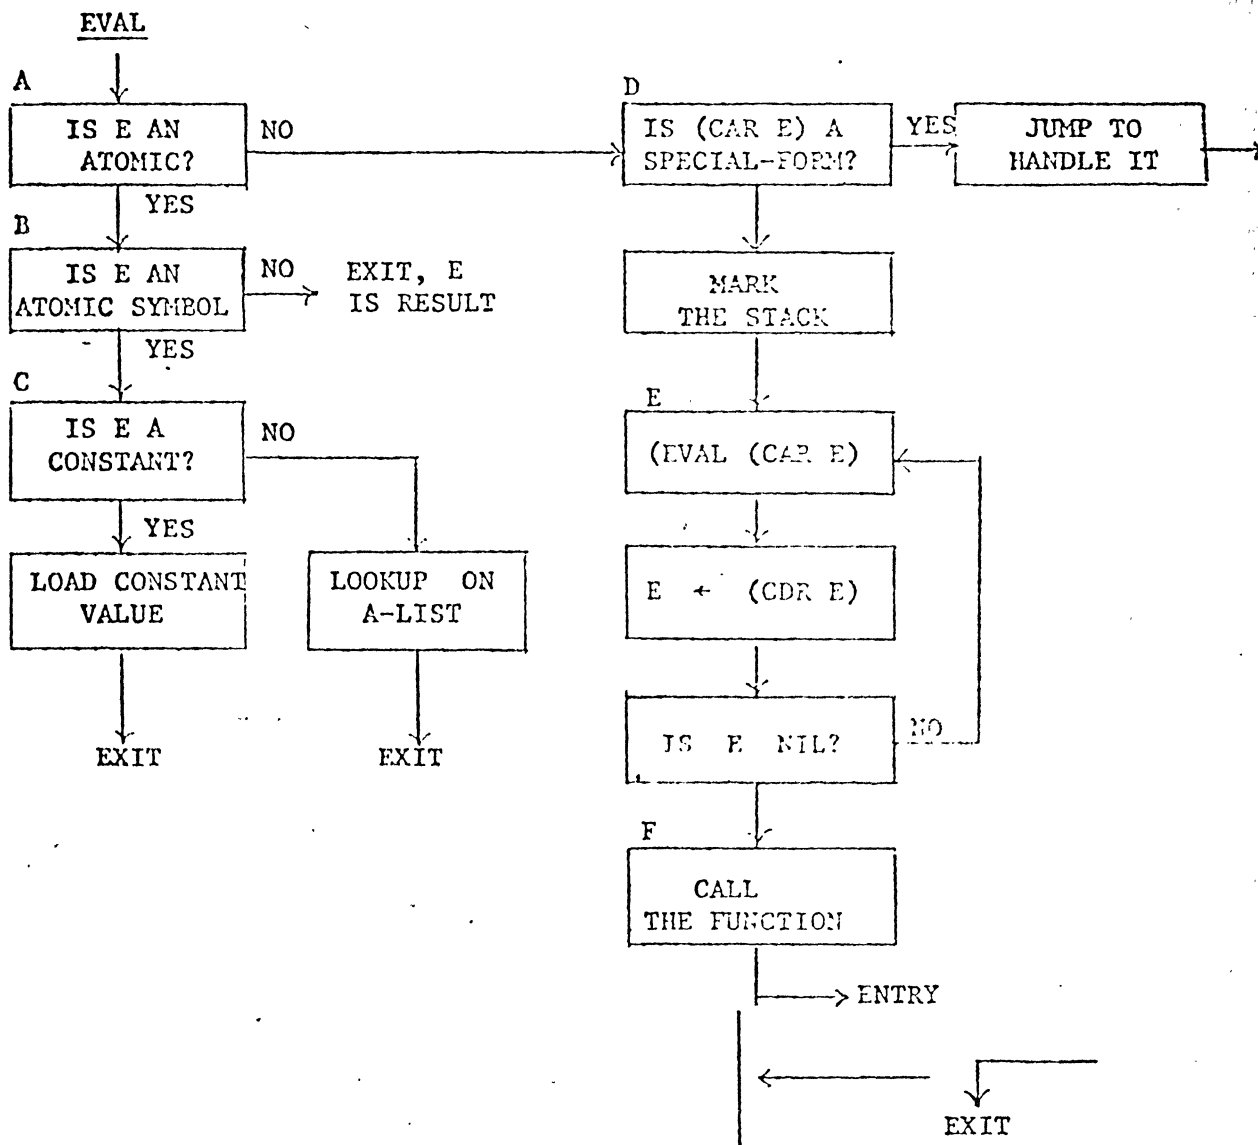 EVAL
A
IS E AN
ATOMIC?
NO
YES
B
IS E AN
ATOMIC SYMBOL
NO
EXIT, E
IS RESULT
YES
C
IS E A
CONSTANT?
NO
YES
LOAD CONSTANT
VALUE
EXIT
LOOKUP ON
A-LIST
EXIT
D
IS (CAR E) A
SPECIAL-FORM?
YES
JUMP TO
HANDLE IT
MARK
THE STACK
E
(EVAL (CAR E)
E ← (CDR E)
IS E NIL?
NO
F
CALL
THE FUNCTION
ENTRY
EXIT